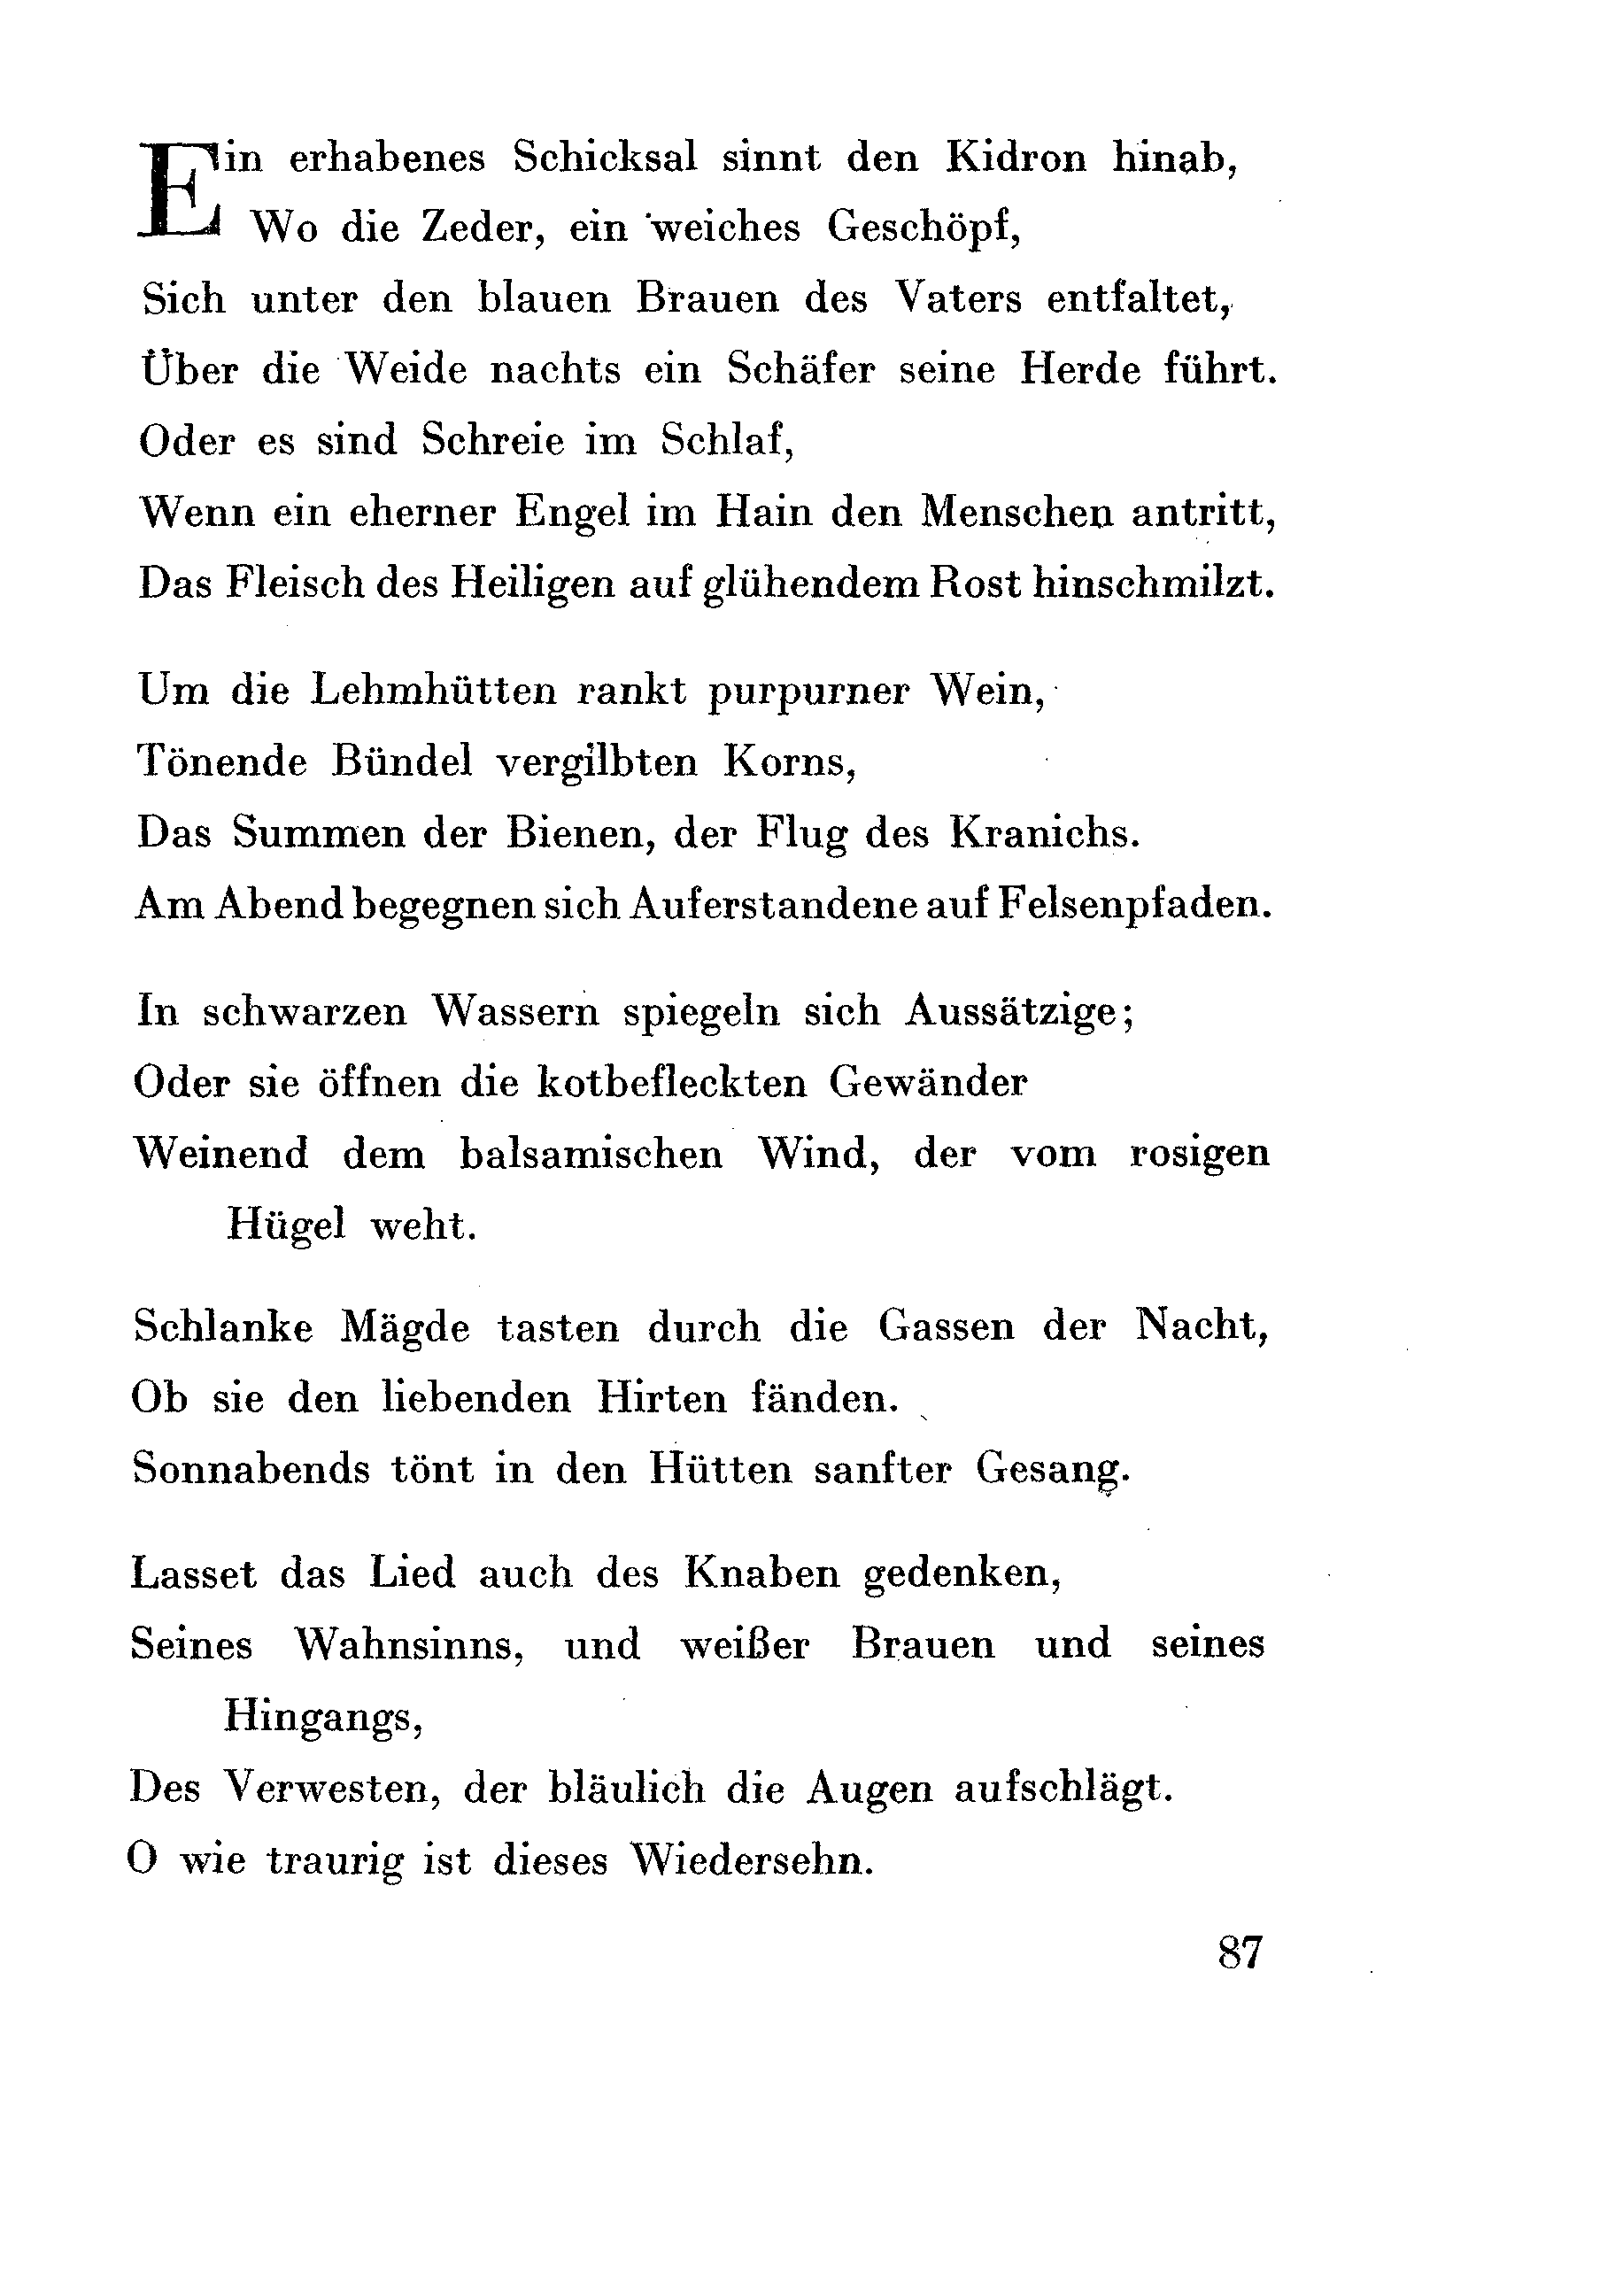 Ein erhabenes Schicksal sinnt den Kidron hinab,
Wo die Zeder, ein weiches Geschöpf,
Sich unter den blauen Brauen des Vaters entfaltet,
Über die Weide nachts ein Schäfer seine Herde führt.
Oder es sind Schreie im Schlaf,
Wenn ein eherner Engel im Hain den Menschen antritt,
Das Fleisch des Heiligen auf glühendem Rost hinschmilzt.
Um die Lehmhütten rankt purpurner Wein,
Tönende Bündel vergilbten Korns,
Das Summen der Bienen, der Flug des Kranichs.
Am Abend begegnen sich Auferstandene auf Felsenpfaden.
In schwarzen Wassern spiegeln sich Aussätzige;
Oder sie öffnen die kotbefleckten Gewänder
Weinend dem balsamischen Wind, der vom rosigen
Hügel weht.
Schlanke Mägde tasten durch die Gassen der Nacht,
Ob sie den liebenden Hirten fänden.
Sonnabends tönt in den Hütten sanfter Gesang.
Lasset das Lied auch des Knaben gedenken,
Seines Wahnsinns, und weißer Brauen und seines
Hingangs,
Des Verwesten, der bläulich die Augen aufschlägt.
O wie traurig ist dieses Wiedersehn.
87